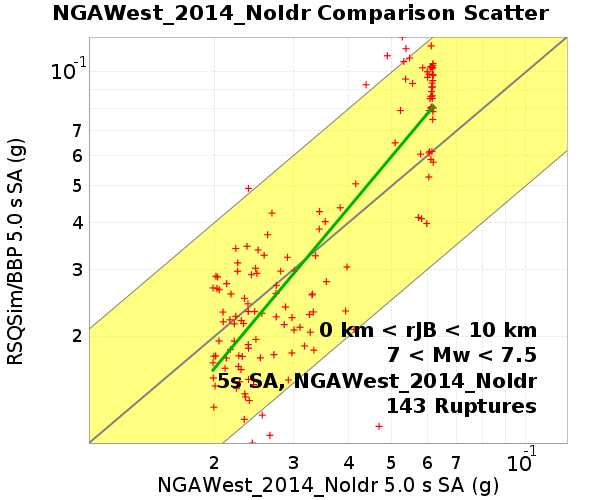 NGAWest_2014_NoIdr Comparison Scatter
RSQSim/BBP 5.0 s SA (g)
10-1
7
6
5
4
3
2
0 km < rJB < 10 km
7 < Mw < 7.5
5s SA, NGAWest_2014_NoIdr
143 Ruptures
2 3 4 5 6 7 10-1
NGAWest_2014_NoIdr 5.0 s SA (g)